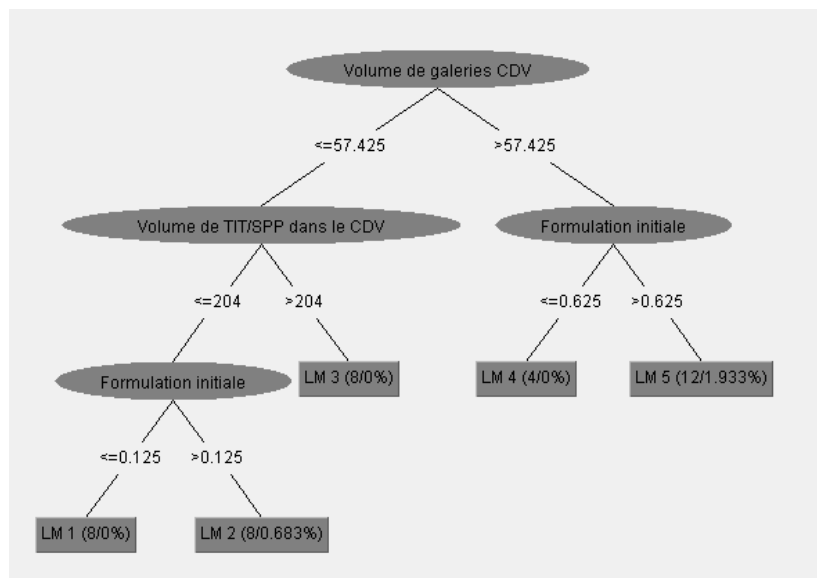 Volume de galeries CDV
<=57.425
>57.425
Volume de TIT/SPP dans le CDV
Formulation initiale
<=204
>204
<=0.625
>0.625
Formulation initiale
LM 3 (8/0%)
LM 4 (4/0%)
LM 5 (12/1.933%)
<=0.125
>0.125
LM 1 (8/0%)
LM 2 (8/0.683%)